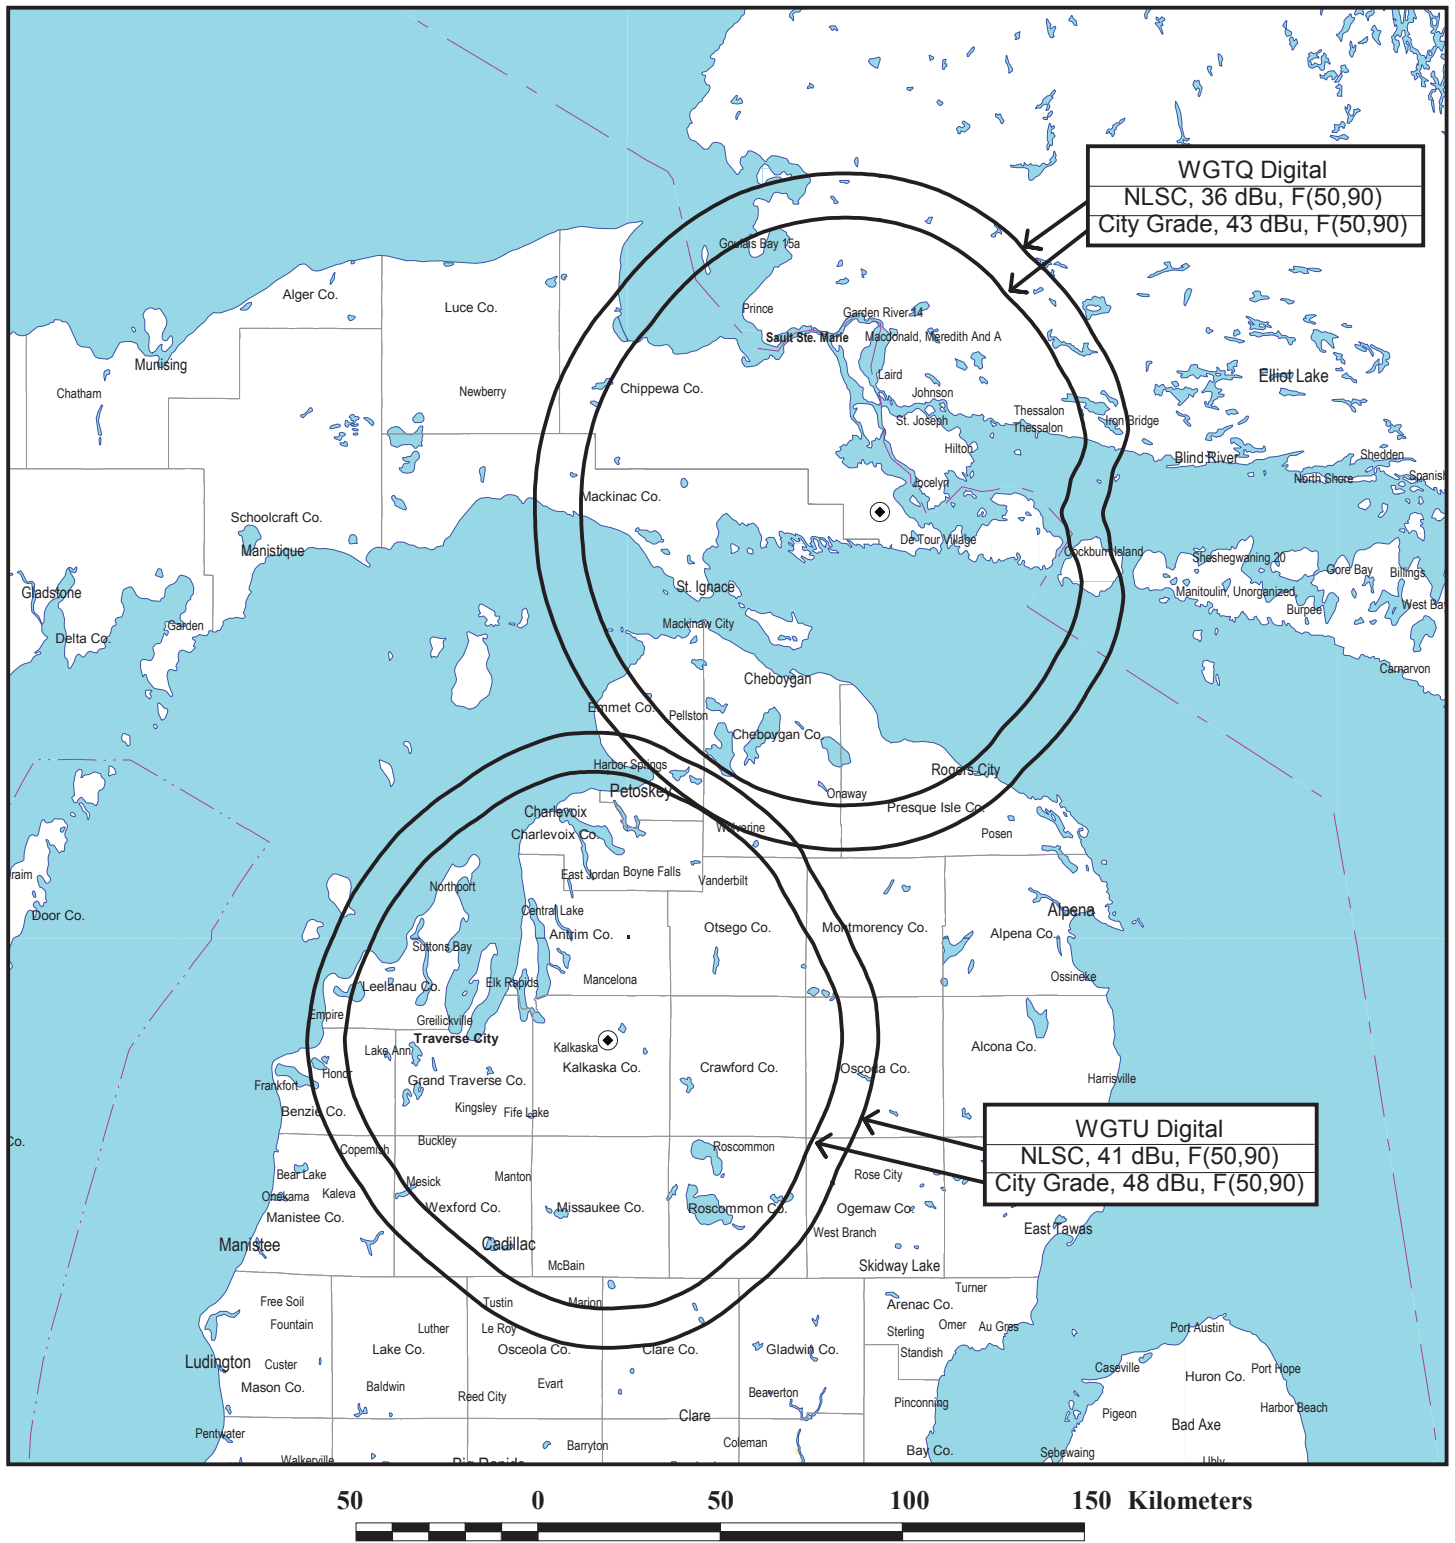 WGTQ Digital
NLSC, 36 dBu, F(50,90)
City Grade, 43 dBu, F(50,90)
Goulais Bay 15a
Alger Co.
Luce Co.
Prince
Garden River 14
Sault Ste. Marie
Macdonald, Meredith And A
Munising
Elliot Lake
Laird
Chatham
Newberry
Chippewa Co.
Johnson
Thessalon
St. Joseph
Thessalon
Iron Bridge
Hilton
Blind River
Shedden
North Shore
Spanish
Jocelyn
Mackinac Co.
Schoolcraft Co.
De Tour Village
Manistique
Cockburn Island
Sheshegwaning 20
Gore Bay
Billings
Gladstone
St. Ignace
Manitoulin, Unorganized,
West Bay
Burpee
Garden
Mackinaw City
Delta Co.
Carnarvon
Cheboygan
Emmet Co.
Pellston
Cheboygan Co.
Harbor Springs
Rogers City
Petoskey
Onaway
Charlevoix
Presque Isle Co.
Wolverine
Charlevoix Co.
Posen
raim
East Jordan
Boyne Falls
Vanderbilt
Northport
Door Co.
Central Lake
Alpena
Otsego Co.
Montmorency Co.
Antrim Co.
Alpena Co.
Suttons Bay
Mancelona
Ossineke
Elk Rapids
Leelanau Co.
Empire
Greilickville
Traverse City
Lake Ann
Kalkaska
Alcona Co.
Kalkaska Co.
Crawford Co.
Oscoda Co.
Honor
Grand Traverse Co.
Harrisville
Frankfort
Benzie Co.
Kingsley
Fife Lake
WGTU Digital
NLSC, 41 dBu, F(50,90)
City Grade, 48 dBu, F(50,90)
Co.
Buckley
Copemish
Roscommon
Bear Lake
Manton
Rose City
Mesick
Onekama
Kaleva
Wexford Co.
Missaukee Co.
Roscommon Co.
Ogemaw Co.
Manistee Co.
East Tawas
West Branch
Manistee
Cadillac
McBain
Skidway Lake
Turner
Free Soil
Tustin
Marion
Arenac Co.
Fountain
Luther
Le Roy
Omer
Au Gres
Sterling
Port Austin
Lake Co.
Osceola Co.
Clare Co.
Gladwin Co.
Standish
Ludington
Custer
Caseville
Port Hope
Huron Co.
Mason Co.
Baldwin
Evart
Reed City
Beaverton
Pinconning
Harbor Beach
Clare
Pigeon
Bad Axe
Pentwater
Barryton
Coleman
Bay Co.
Sebewaing
Walkerville
Big Rapids
Ubly
50 0 50 100 150 Kilometers